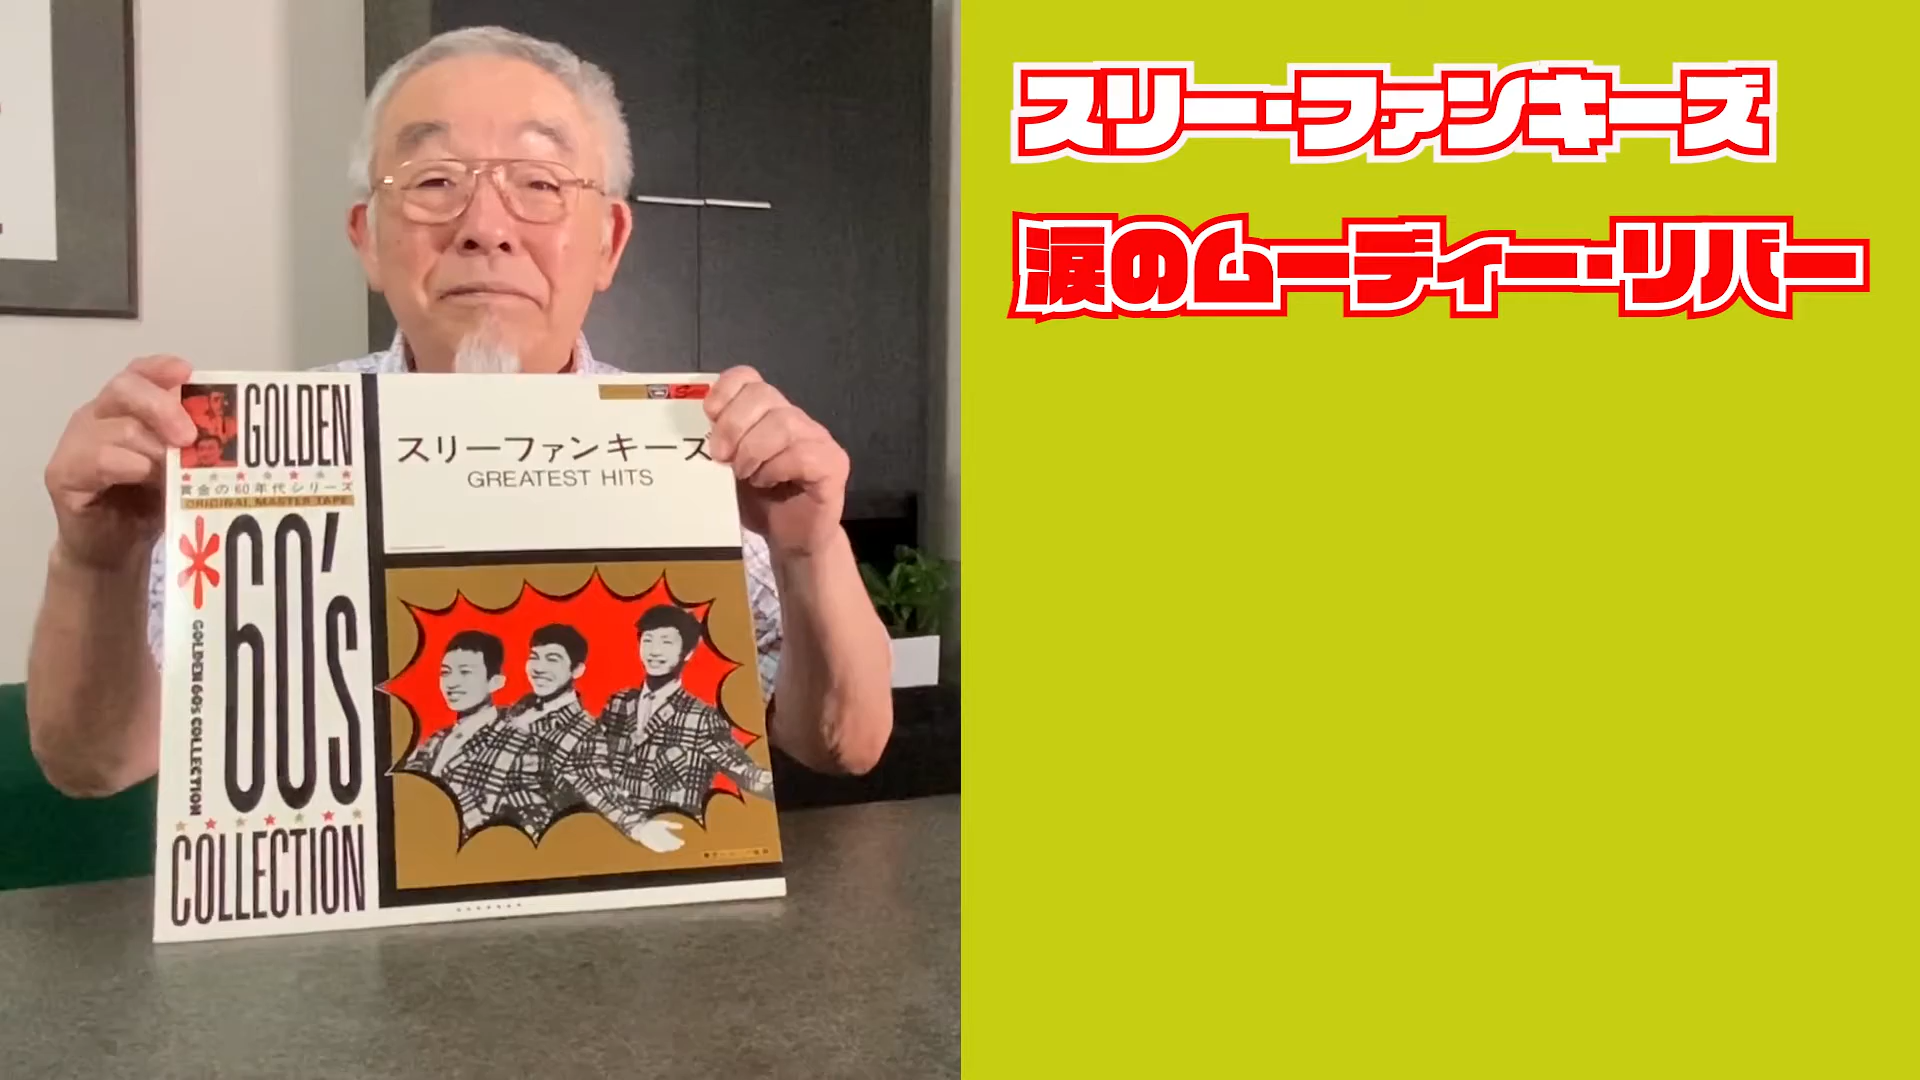 スリー・ファンキーズ
涙のムーディー・リバー
GOLDEN
黄金の60年代シリーズ
ORIGINAL MASTER TAPE
*60's
GOLDEN 60s COLLECTION
COLLECTION
スリーファンキーズ
GREATEST HITS